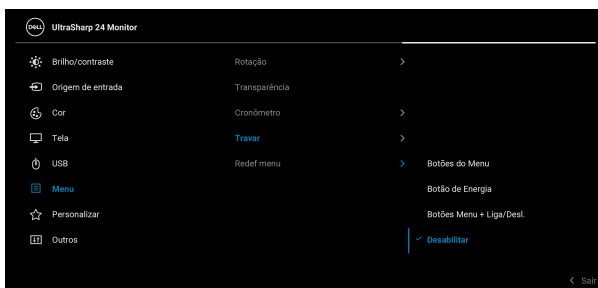 DELL UltraSharp 24 Monitor
Brilho/contraste
Origem de entrada
Cor
Tela
USB
Menu
Personalizar
Outros
Rotação
Transparência
Cronômetro
Travar
Redef menu
Botões do Menu
Botão de Energia
Botões Menu + Liga/Desl.
Desabilitar
Sair